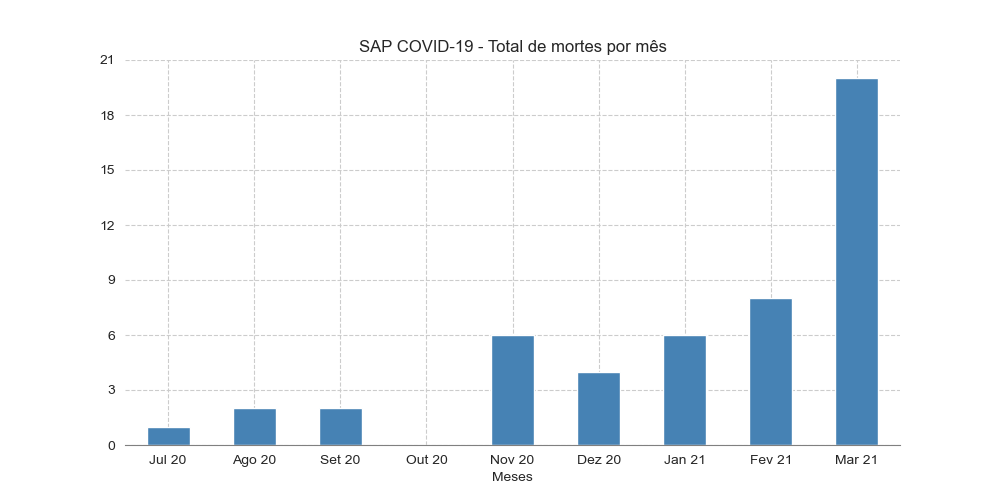 SAP COVID-19 - Total de mortes por mês
21
18
15
12
9
6
3
0
Jul 20 Ago 20 Set 20 Out 20 Nov 20 Dez 20 Jan 21 Fev 21 Mar 21
Meses